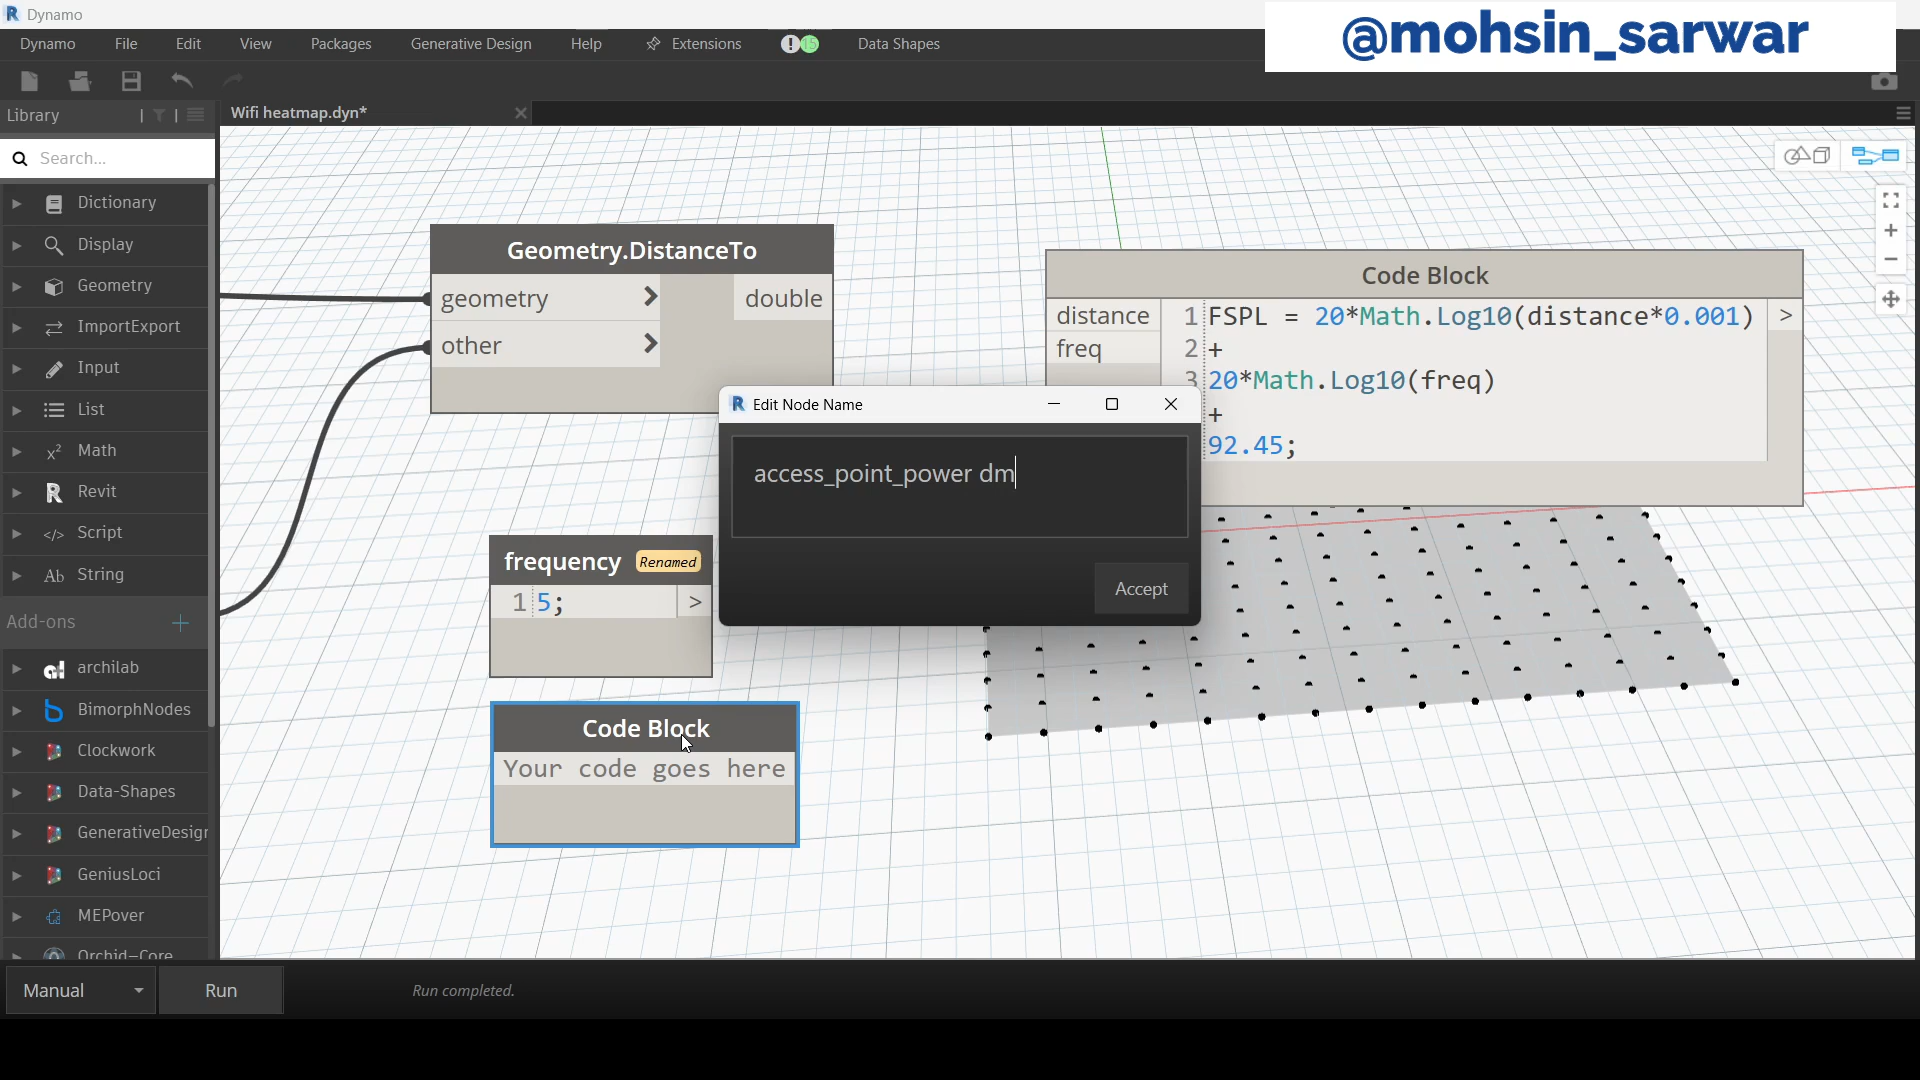 Dynamo
@mohsin_sarwar
Dynamo File Edit View Packages Generative Design Help Extensions 15 Data Shapes
Library
Wifi heatmap.dyn*
Search...
Dictionary
Display
Geometry
ImportExport
Input
List
Math
Revit
Script
String
Add-ons
archilab
BimorphNodes
Clockwork
Data-Shapes
GenerativeDesign
GeniusLoci
MEPover
Orchid-Core
Geometry.DistanceTo
geometry > double
other >
Code Block
distance 1 FSPL = 20*Math.Log10(distance*0.001) >
freq 2 +
3 20*Math.Log10(freq)
+
92.45;
Edit Node Name
access_point_power dm
Accept
frequency Renamed
1 5; >
Code Block
Your code goes here
Manual Run Run completed.